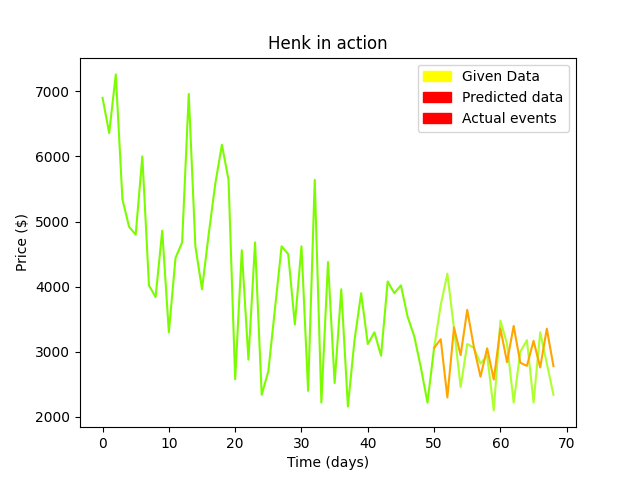 Henk in action
Given Data
Predicted data
Actual events
7000
6000
5000
4000
3000
2000
Price ($)
0 10 20 30 40 50 60 70
Time (days)